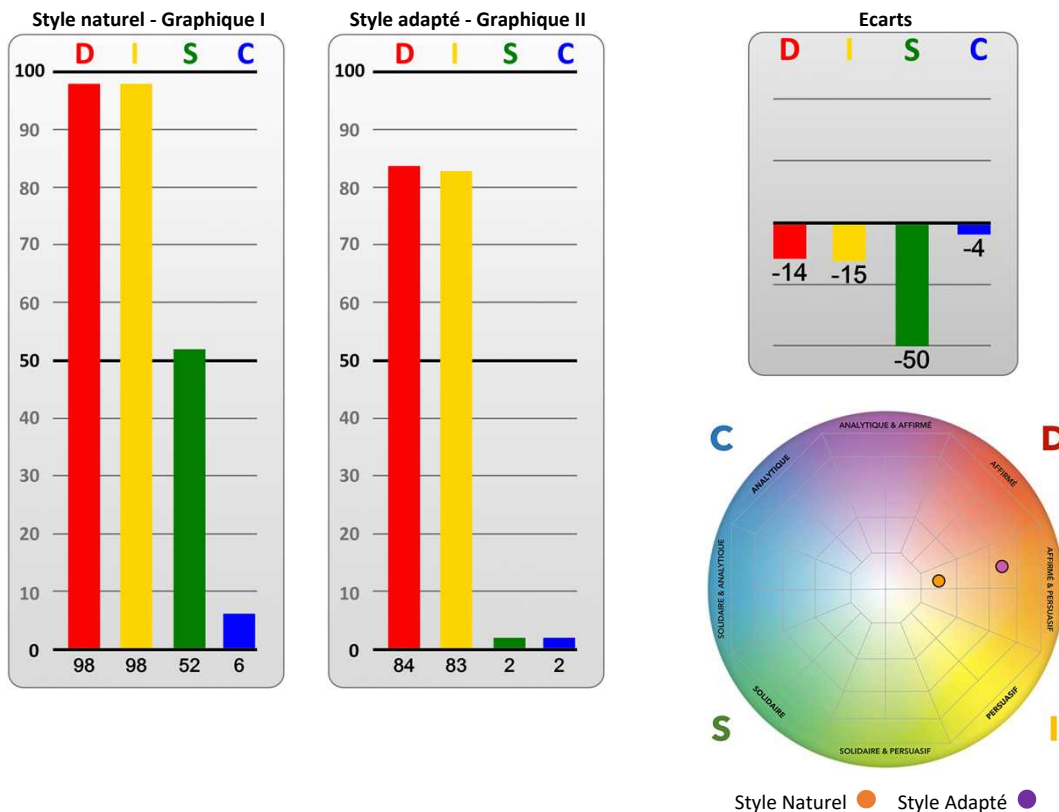 Style naturel - Graphique I
D I S C
100
90
80
70
60
50
40
30
20
10
0
98 98 52 6
Style adapté - Graphique II
D I S C
100
90
80
70
60
50
40
30
20
10
0
84 83 2 2
Ecarts
D I S C
-14 -15 -50 -4
C D
ANALYTIQUE & AFFIRMÉ
ANALYTIQUE
AFFIRMÉ
SOLIDAIRE & ANALYTIQUE
AFFIRMÉ & PERSUASIF
SOLIDAIRE
PERSUASIF
SOLIDAIRE & PERSUASIF
S I
Style Naturel Style Adapté